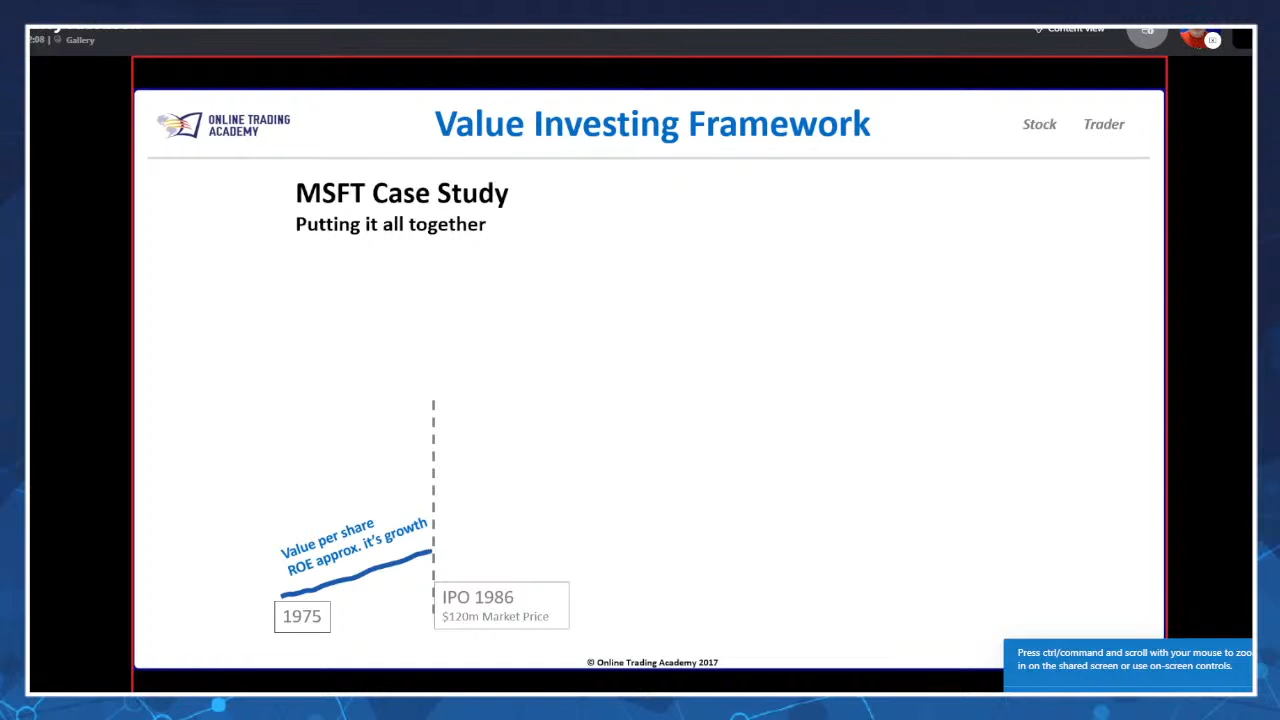 2:08 | Gallery
Content view
ONLINE TRADING
ACADEMY
Value Investing Framework
Stock Trader
MSFT Case Study
Putting it all together
Value per share
ROE approx. it's growth
1975
IPO 1986
$120m Market Price
© Online Trading Academy 2017
Press ctrl/command and scroll with your mouse to zoo
in on the shared screen or use on-screen controls.